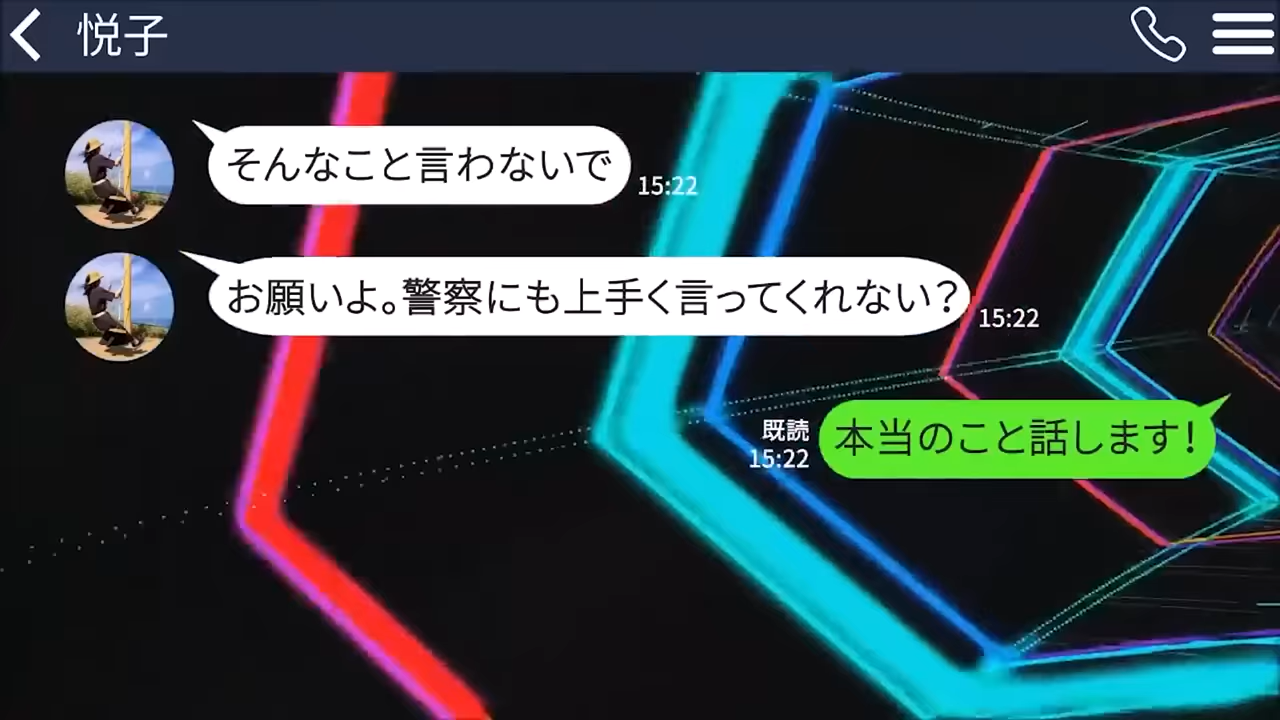 悦子
そんなこと言わないで
15:22
お願いよ。警察にも上手く言ってくれない？
15:22
既読
15:22
本当のこと話します！